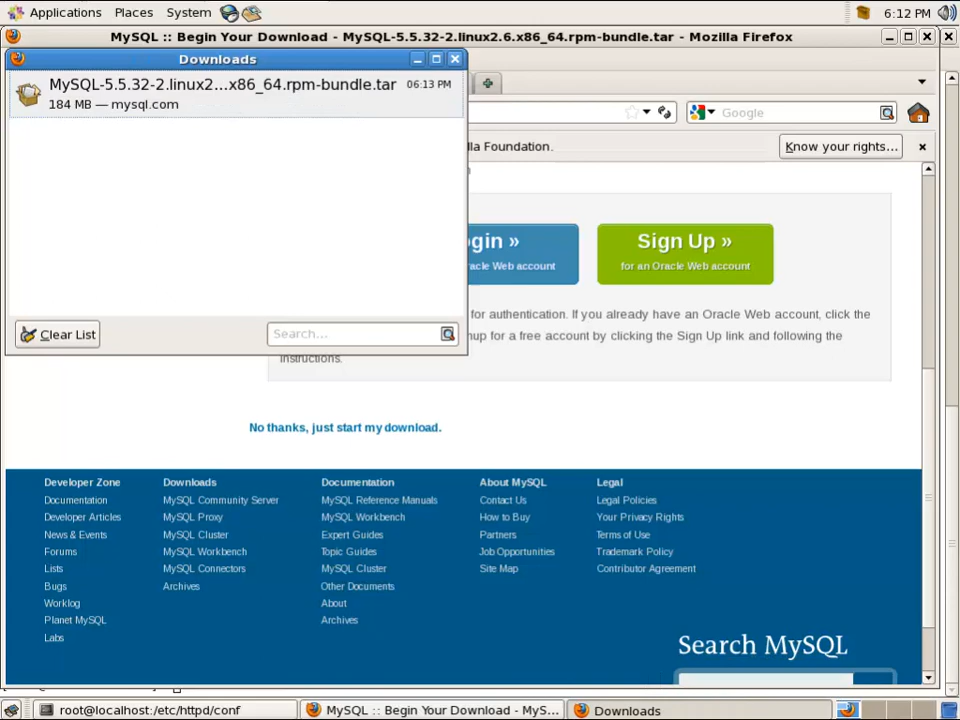 Applications Places System
6:12 PM
MySQL :: Begin Your Download - MySQL-5.5.32-2.linux2.6.x86_64.rpm-bundle.tar - Mozilla Firefox
Downloads
MySQL-5.5.32-2.linux2...x86_64.rpm-bundle.tar 06:13 PM
184 MB — mysql.com
Google
lla Foundation. Know your rights...
gin » Sign Up »
acle Web account for an Oracle Web account
for authentication. If you already have an Oracle Web account, click the
Clear List Search...
nup for a free account by clicking the Sign Up link and following the
instructions.
No thanks, just start my download.
Developer Zone Downloads Documentation About MySQL Legal
Documentation MySQL Community Server MySQL Reference Manuals Contact Us Legal Policies
Developer Articles MySQL Proxy MySQL Workbench How to Buy Your Privacy Rights
News & Events MySQL Cluster Expert Guides Partners Terms of Use
Forums MySQL Workbench Topic Guides Job Opportunities Trademark Policy
Lists MySQL Connectors MySQL Cluster Site Map Contributor Agreement
Bugs Archives Other Documents
Worklog About
Planet MySQL Archives
Labs
Search MySQL
root@localhost:/etc/httpd/conf MySQL :: Begin Your Download - MyS... Downloads